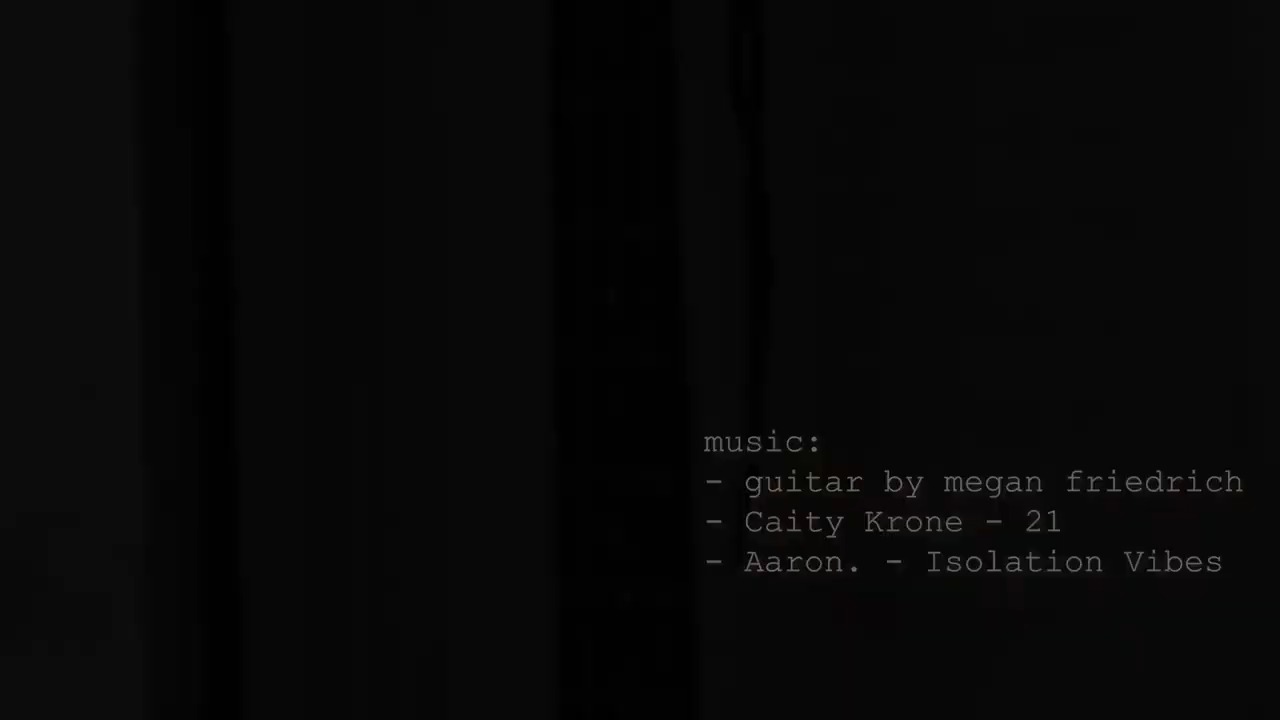 music:
- guitar by megan friedrich
- Caity Krone - 21
- Aaron. - Isolation Vibes